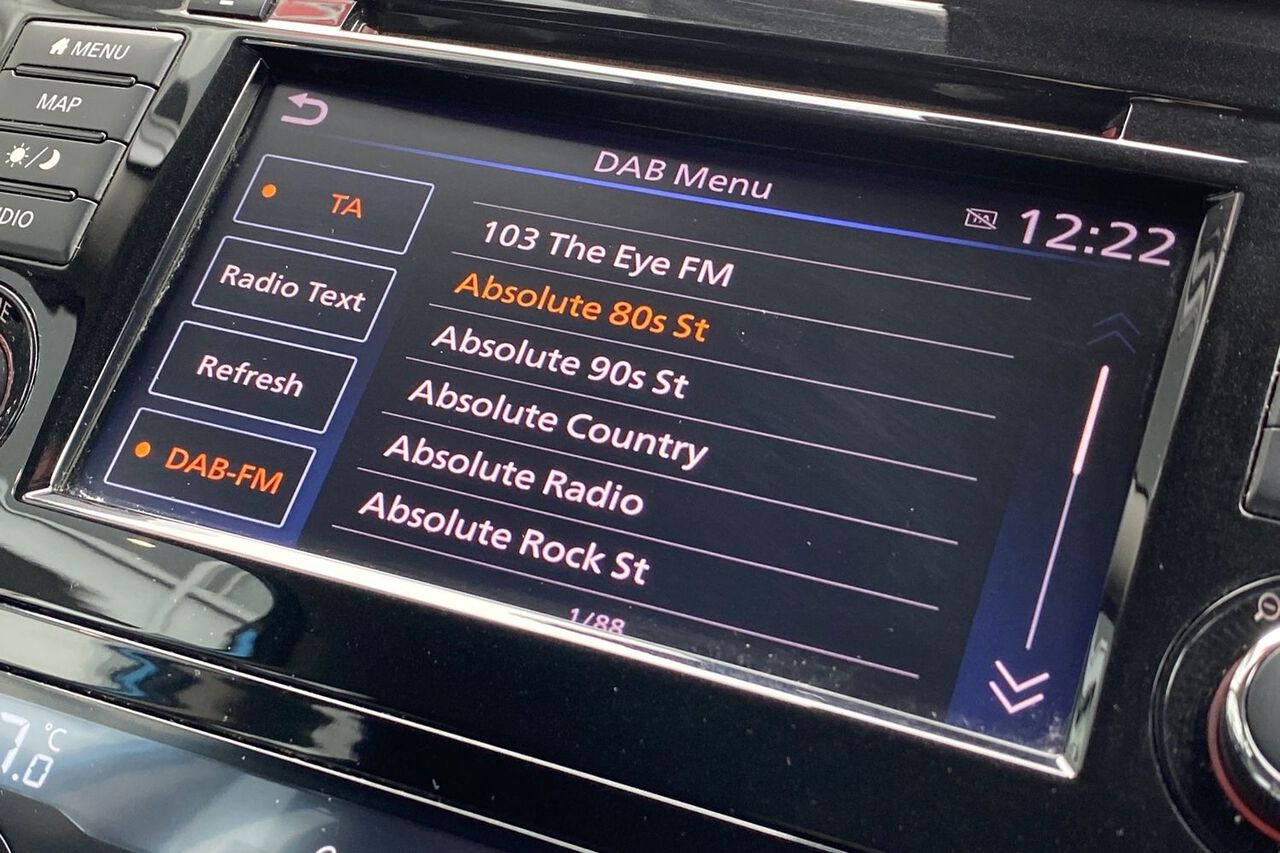 MENU
MAP
DAB Menu
TA
12:22
TA
Radio Text
Refresh
DAB-FM
103 The Eye FM
Absolute 80s St
Absolute 90s St
Absolute Country
Absolute Radio
Absolute Rock St
1/88
7.0 °C